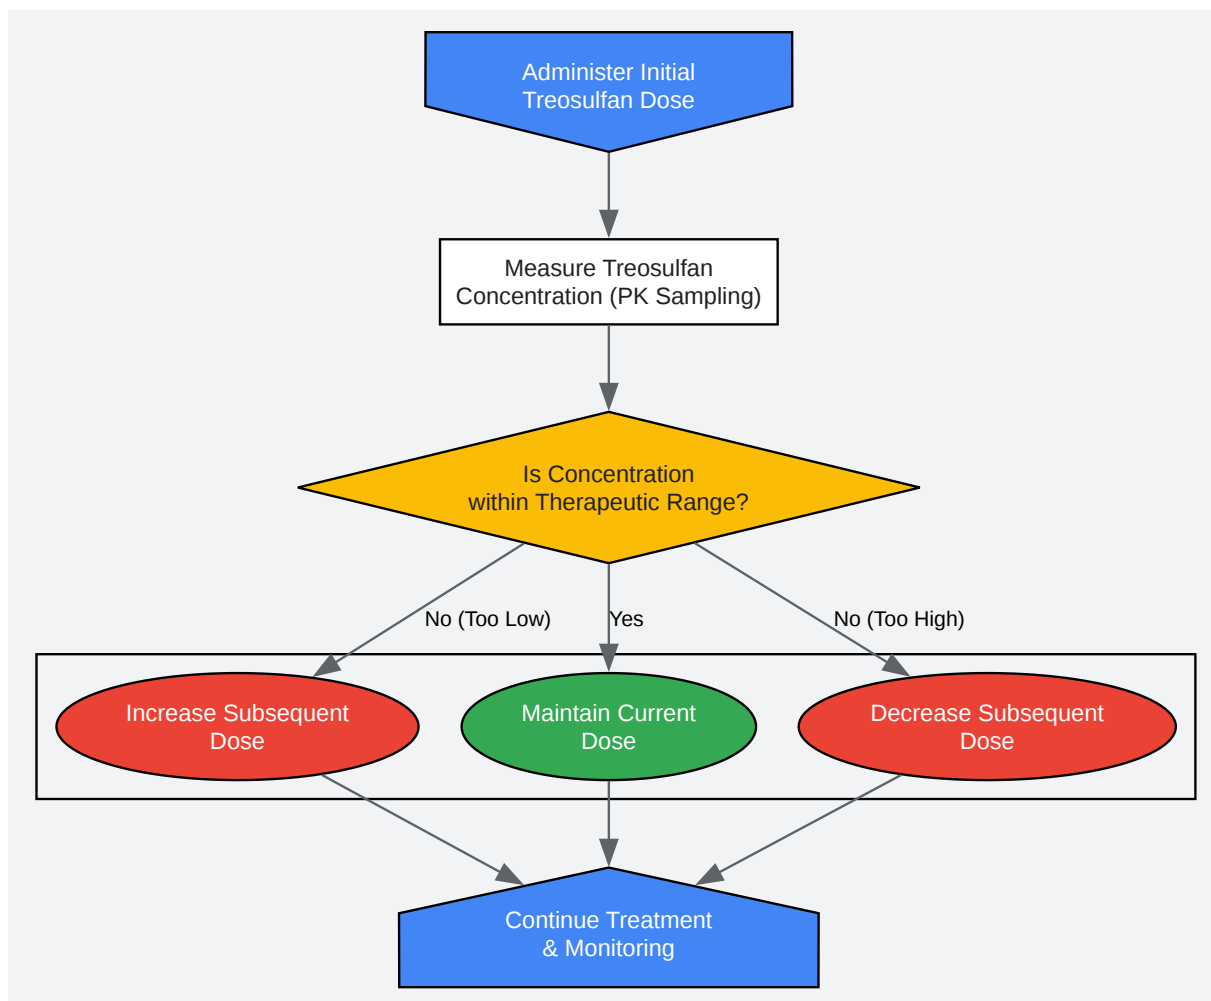 Administer Initial
Treosulfan Dose
Measure Treosulfan
Concentration (PK Sampling)
Is Concentration
within Therapeutic Range?
No (Too Low)
Yes
No (Too High)
Increase Subsequent
Dose
Maintain Current
Dose
Decrease Subsequent
Dose
Continue Treatment
& Monitoring